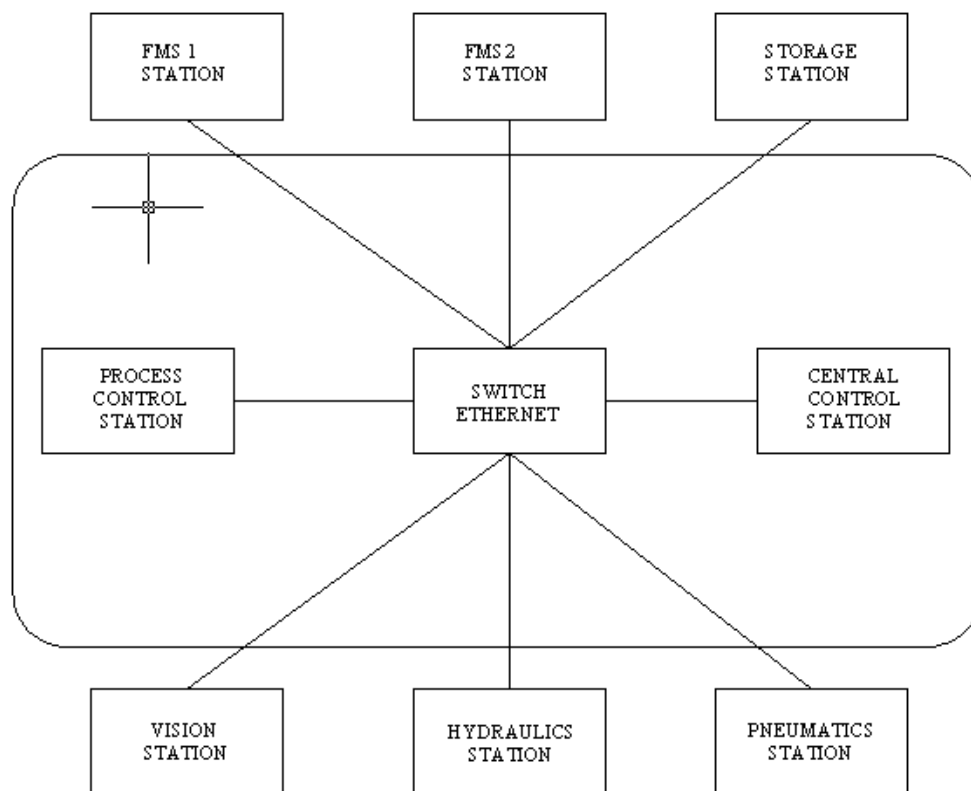 FMS 1
STATION
FMS 2
STATION
STORAGE
STATION
PROCESS
CONTROL
STATION
SWITCH
ETHERNET
CENTRAL
CONTROL
STATION
VISION
STATION
HYDRAULICS
STATION
PNEUMATICS
STATION